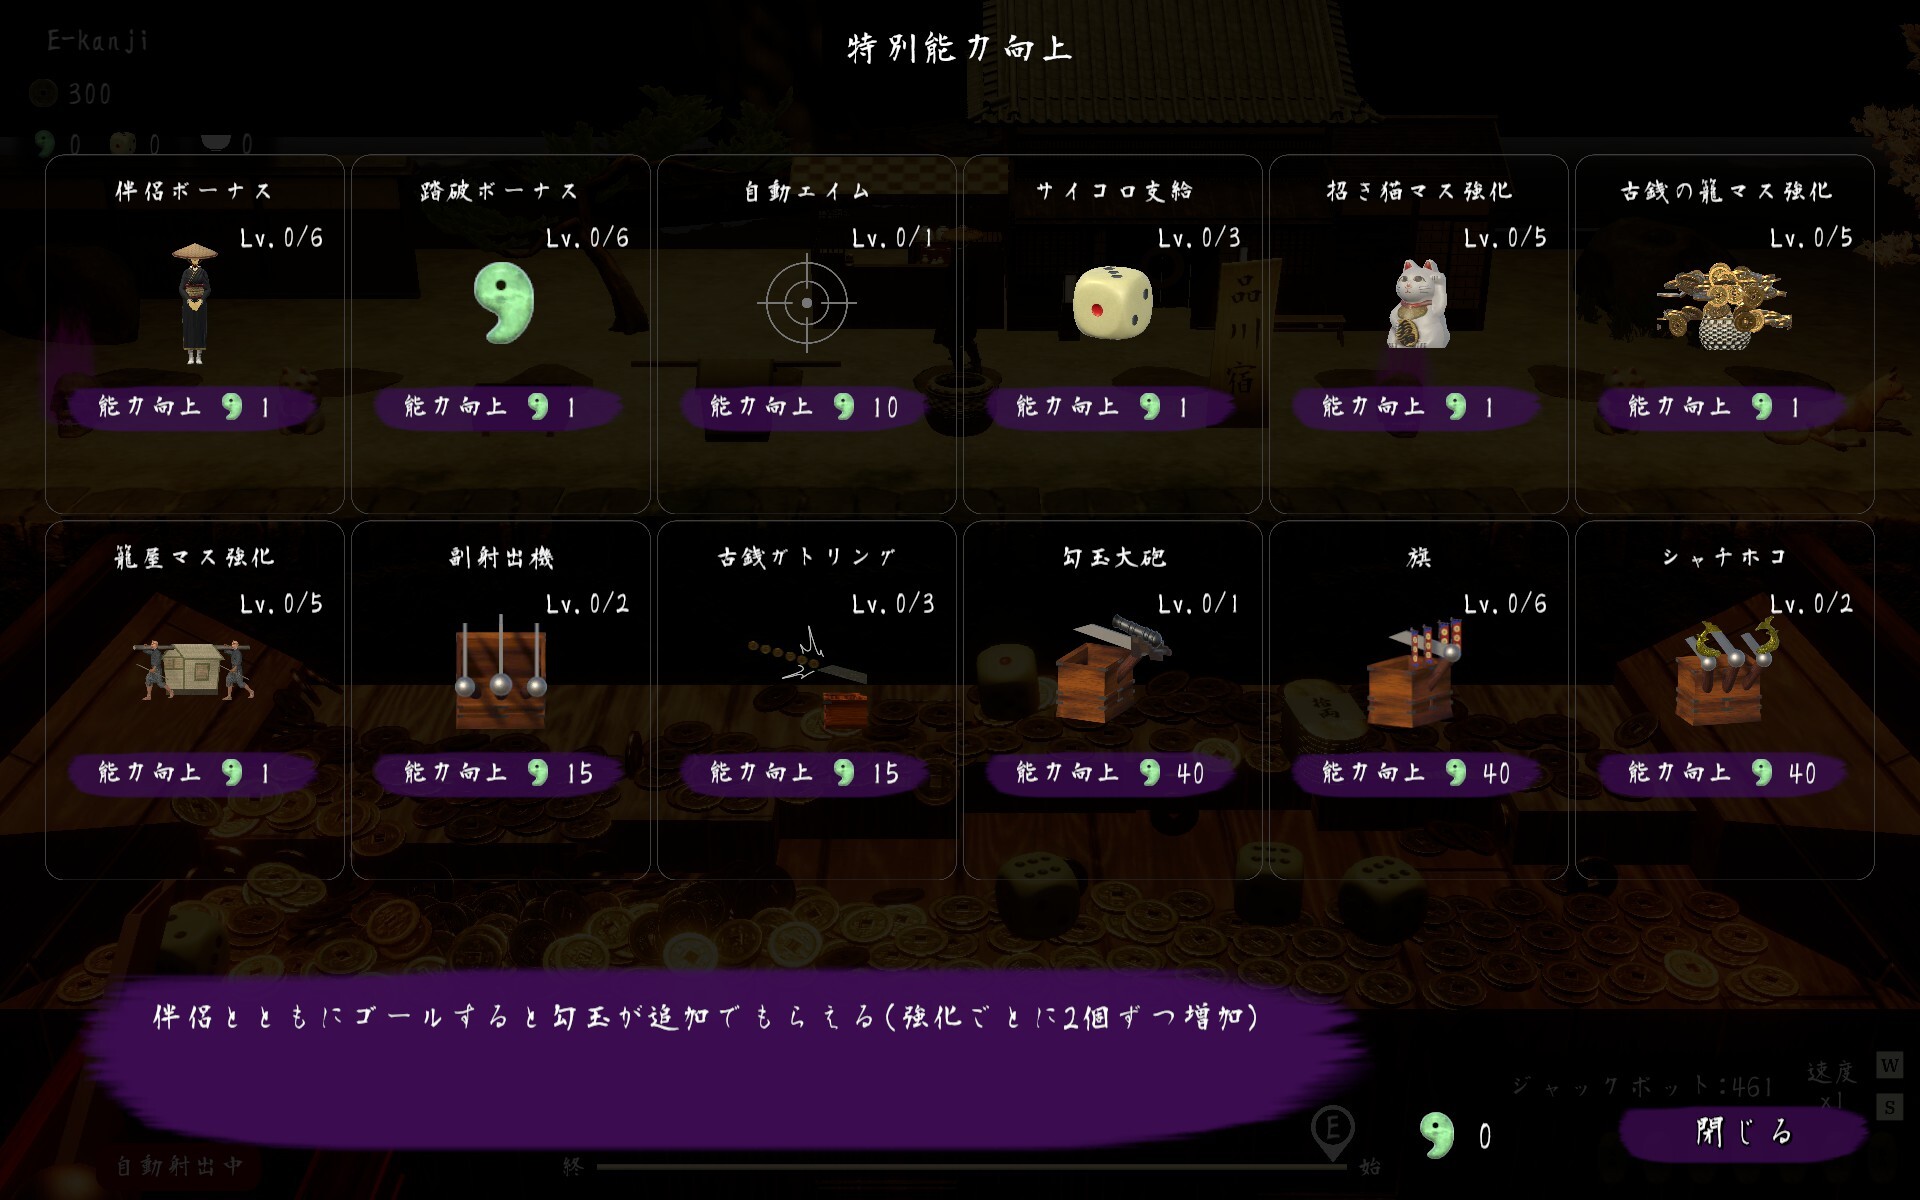 特別能力向上
E-kanji
300
0 0 0
伴侶ボーナス
Lv. 0/6
能力向上 1
踏破ボーナス
Lv. 0/6
能力向上 1
自動エイム
Lv. 0/1
能力向上 10
サイコロ支給
Lv. 0/3
能力向上 1
招き猫マス強化
Lv. 0/5
能力向上 1
古銭の籠マス強化
Lv. 0/5
能力向上 1
品川宿
籠屋マス強化
Lv. 0/5
能力向上 1
副射出機
Lv. 0/2
能力向上 15
古銭ガトリング
Lv. 0/3
能力向上 15
勾玉大砲
Lv. 0/1
能力向上 40
旗
Lv. 0/6
能力向上 40
シャチホコ
Lv. 0/2
能力向上 40
拾両
伴侶とともにゴールすると勾玉が追加でもらえる(強化ごとに2個ずつ増加)
ジャックポット:461
速度
x1
W
S
E
0
閉じる
自動射出中
終
始